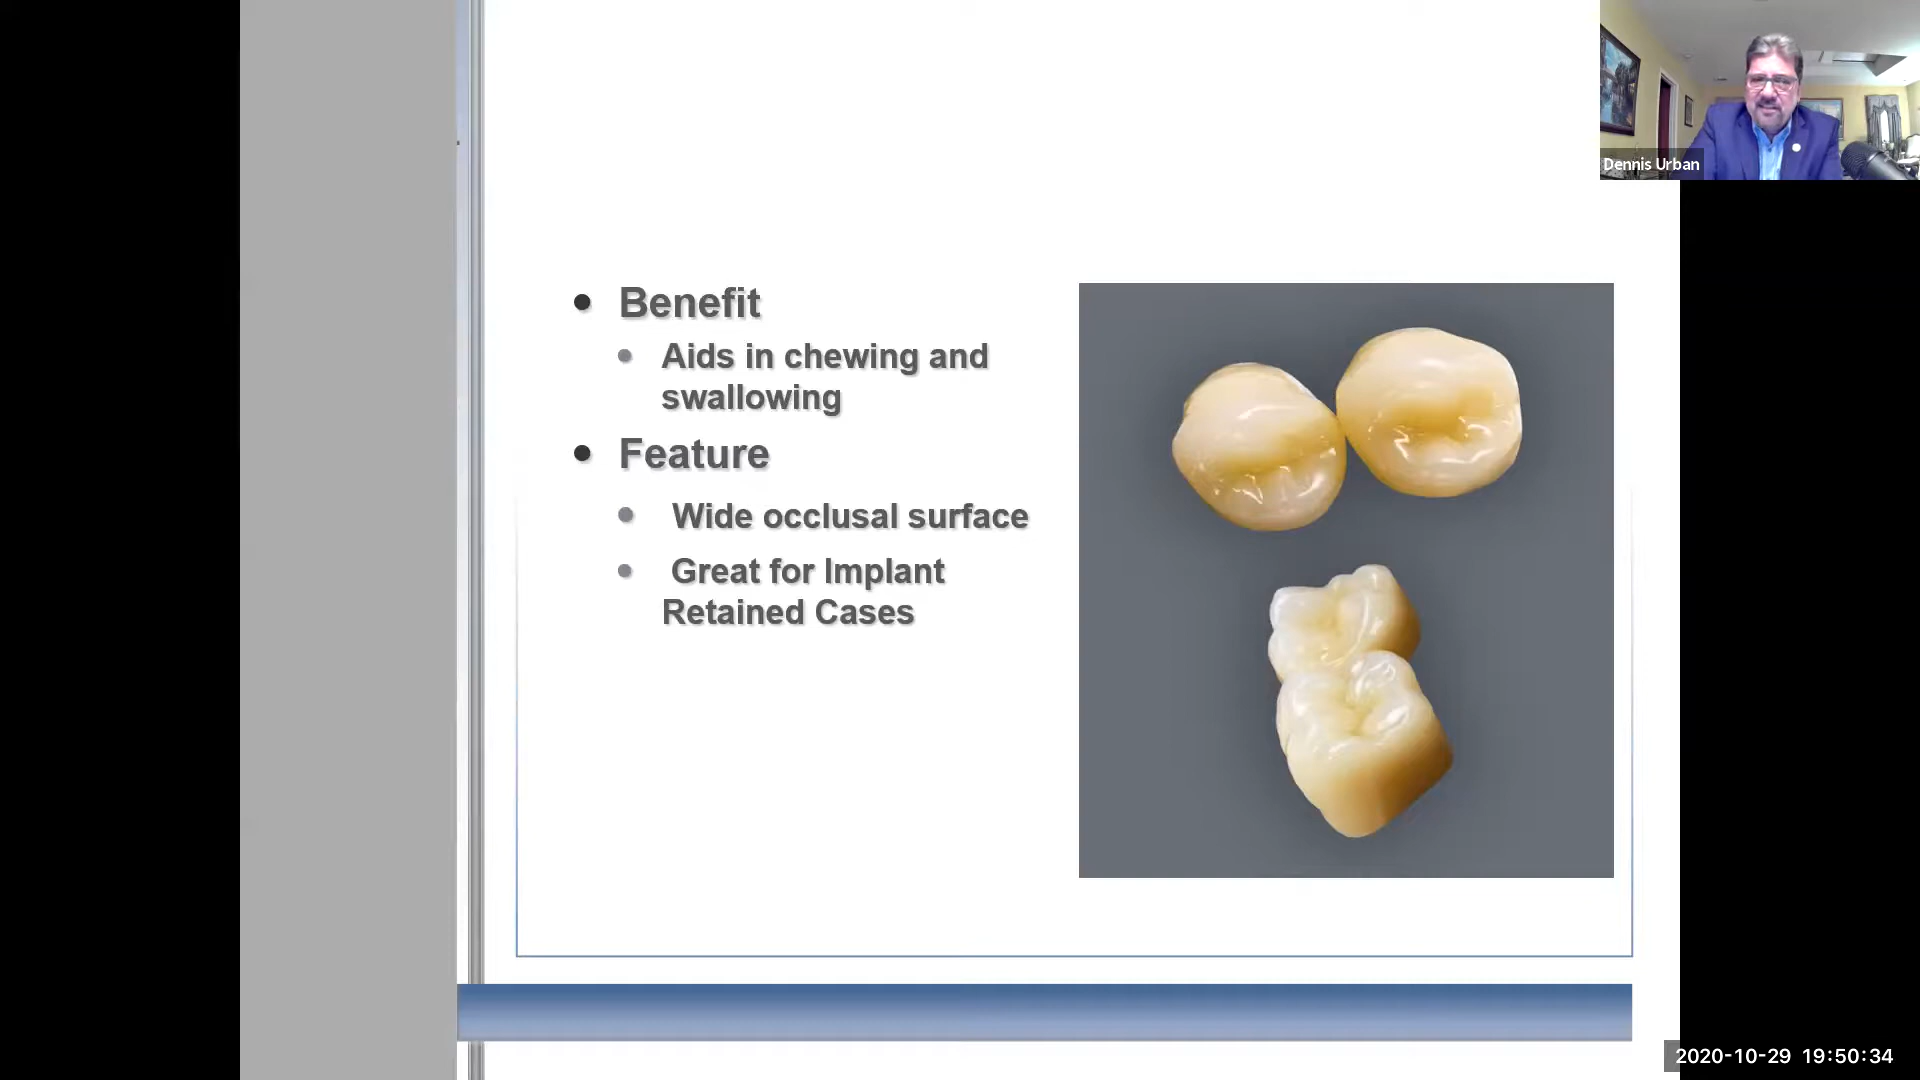 Dennis Urban
Benefit
Aids in chewing and
swallowing
Feature
Wide occlusal surface
Great for Implant
Retained Cases
2020-10-29 19:50:34